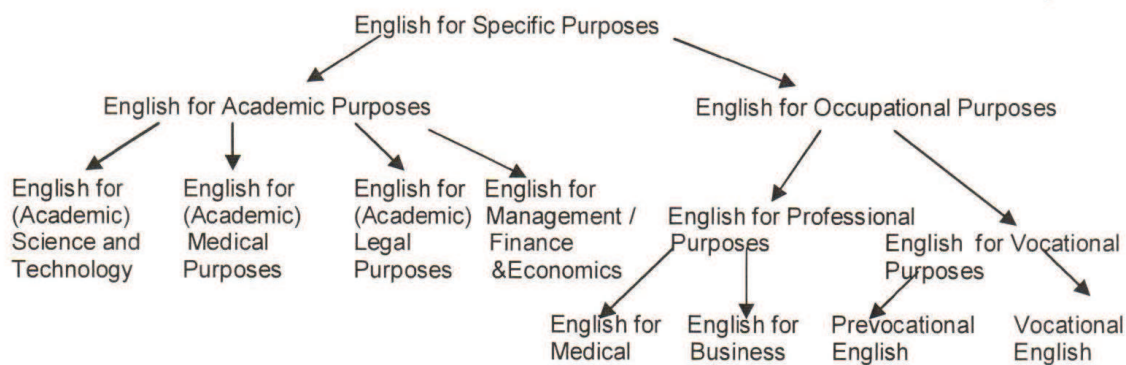 English for Specific Purposes
English for Academic Purposes
English for Occupational Purposes
English for
(Academic)
Science and
Technology
English for
(Academic)
Medical
Purposes
English for
(Academic)
Legal
Purposes
English for
Management /
Finance
&Economics
English for Professional
Purposes
English for Vocational
Purposes
English for
Medical
English for
Business
Prevocational
English
Vocational
English